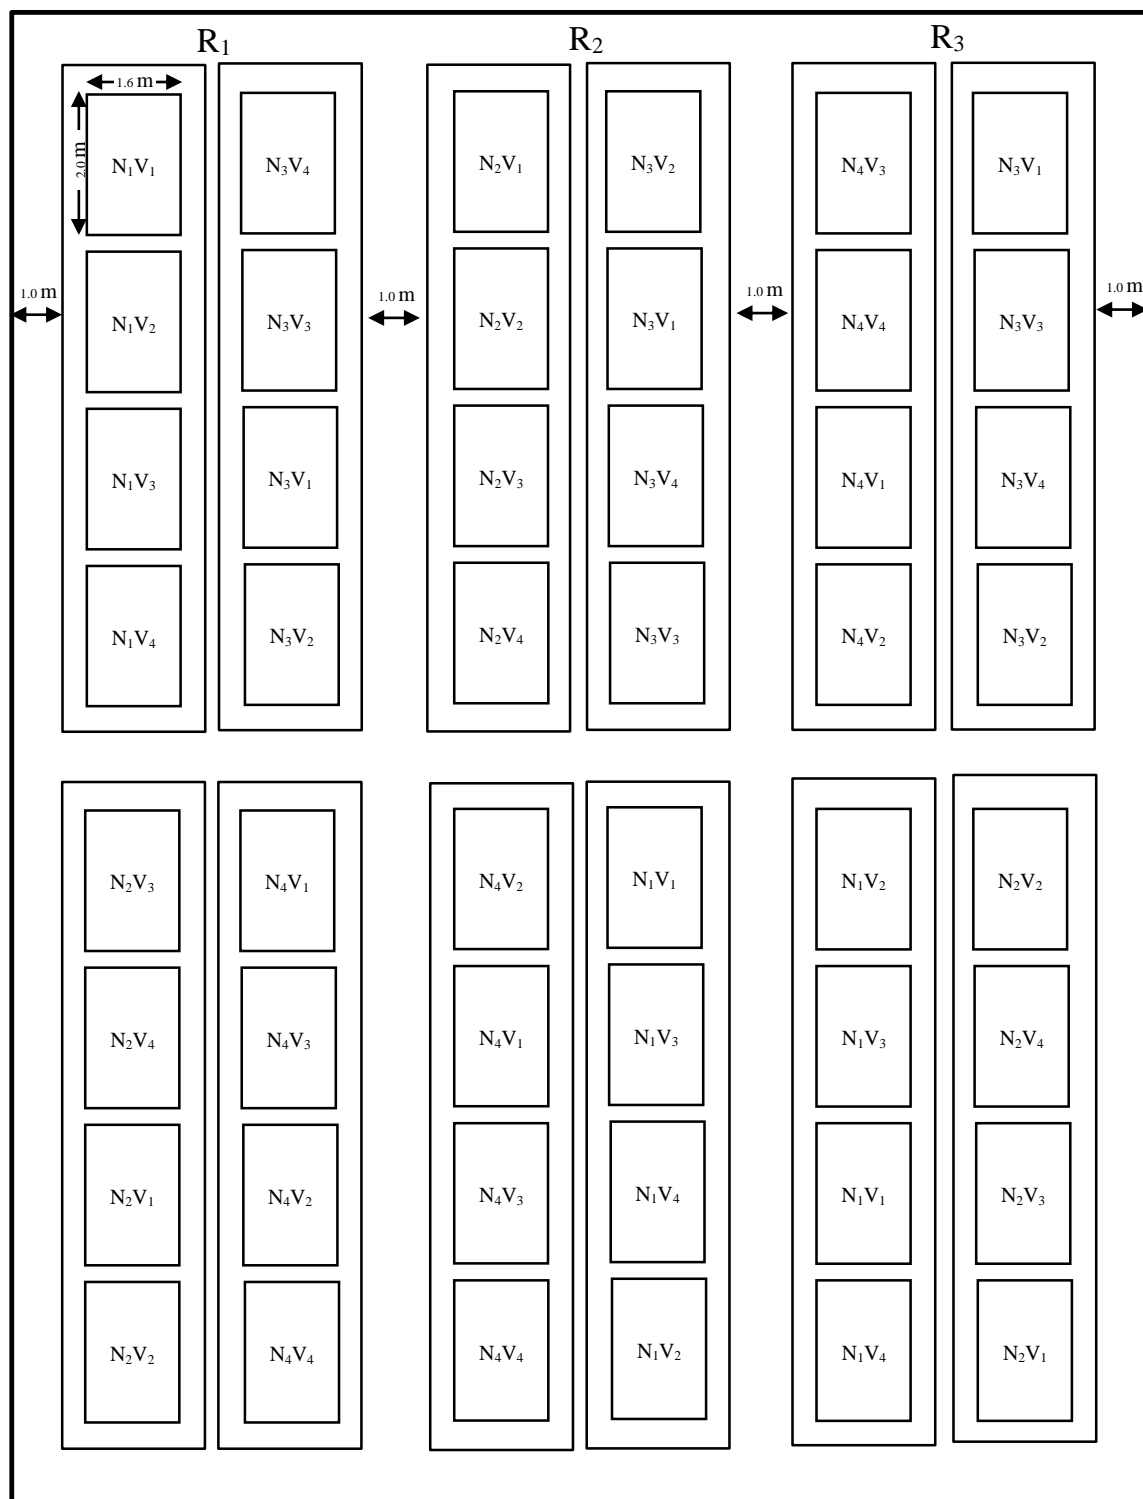 R₁ R₂ R₃
1.6 m
2.0 m
N₁V₁ N₃V₄ N₂V₁ N₃V₂ N₄V₃ N₃V₁
1.0 m 1.0 m 1.0 m 1.0 m
N₁V₂ N₃V₃ N₂V₂ N₃V₁ N₄V₄ N₃V₃
N₁V₃ N₃V₁ N₂V₃ N₃V₄ N₄V₁ N₃V₄
N₁V₄ N₃V₂ N₂V₄ N₃V₃ N₄V₂ N₃V₂
N₂V₃ N₄V₁ N₄V₂ N₁V₁ N₁V₂ N₂V₂
N₂V₄ N₄V₃ N₄V₁ N₁V₃ N₁V₃ N₂V₄
N₂V₁ N₄V₂ N₄V₃ N₁V₄ N₁V₁ N₂V₃
N₂V₂ N₄V₄ N₄V₄ N₁V₂ N₁V₄ N₂V₁